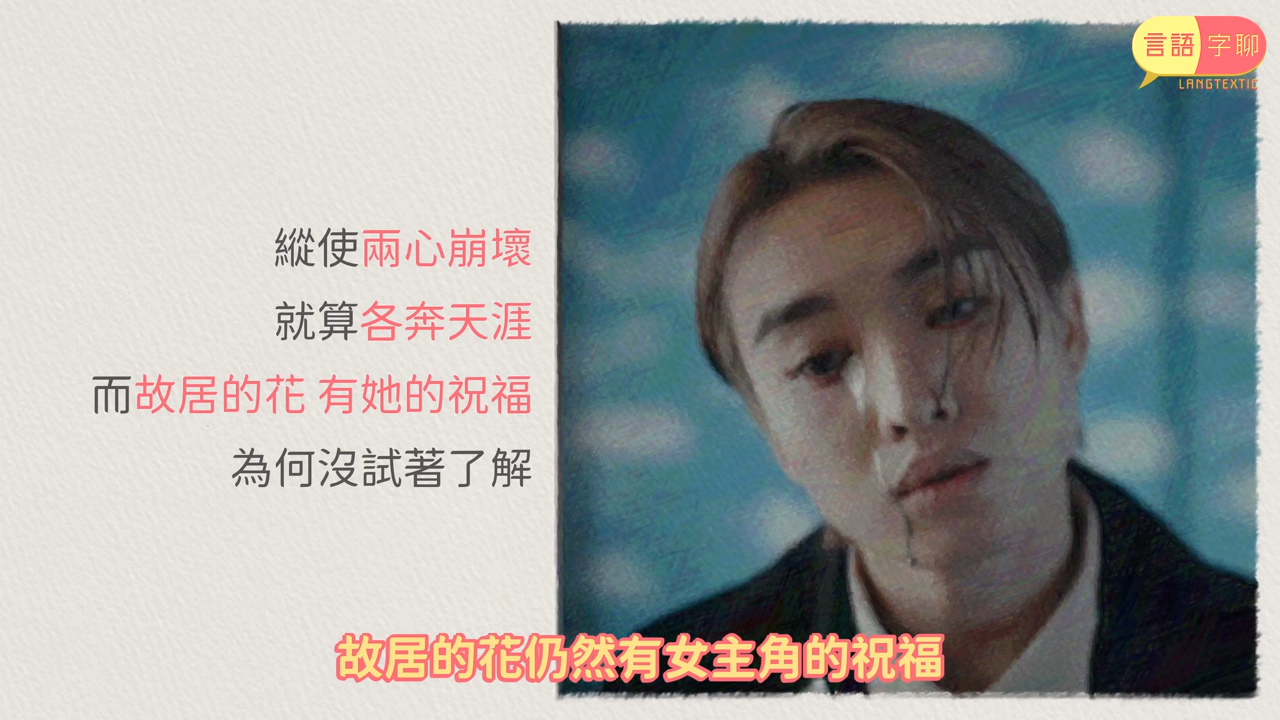 言語字聊
LANGTEXTIC
縱使兩心崩壞
就算各奔天涯
而故居的花 有她的祝福
為何沒試著了解
故居的花仍然有女主角的祝福